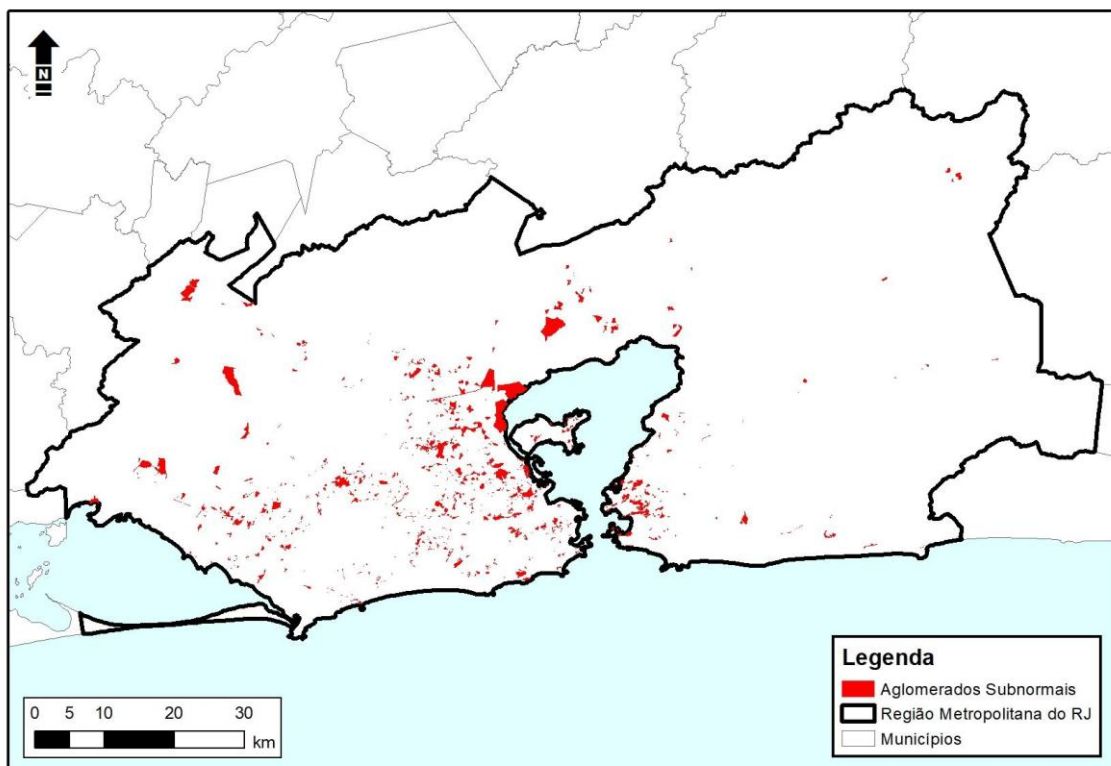 N
Legenda
Aglomerados Subnormais
Região Metropolitana do RJ
Municípios
0 5 10 20 30
km